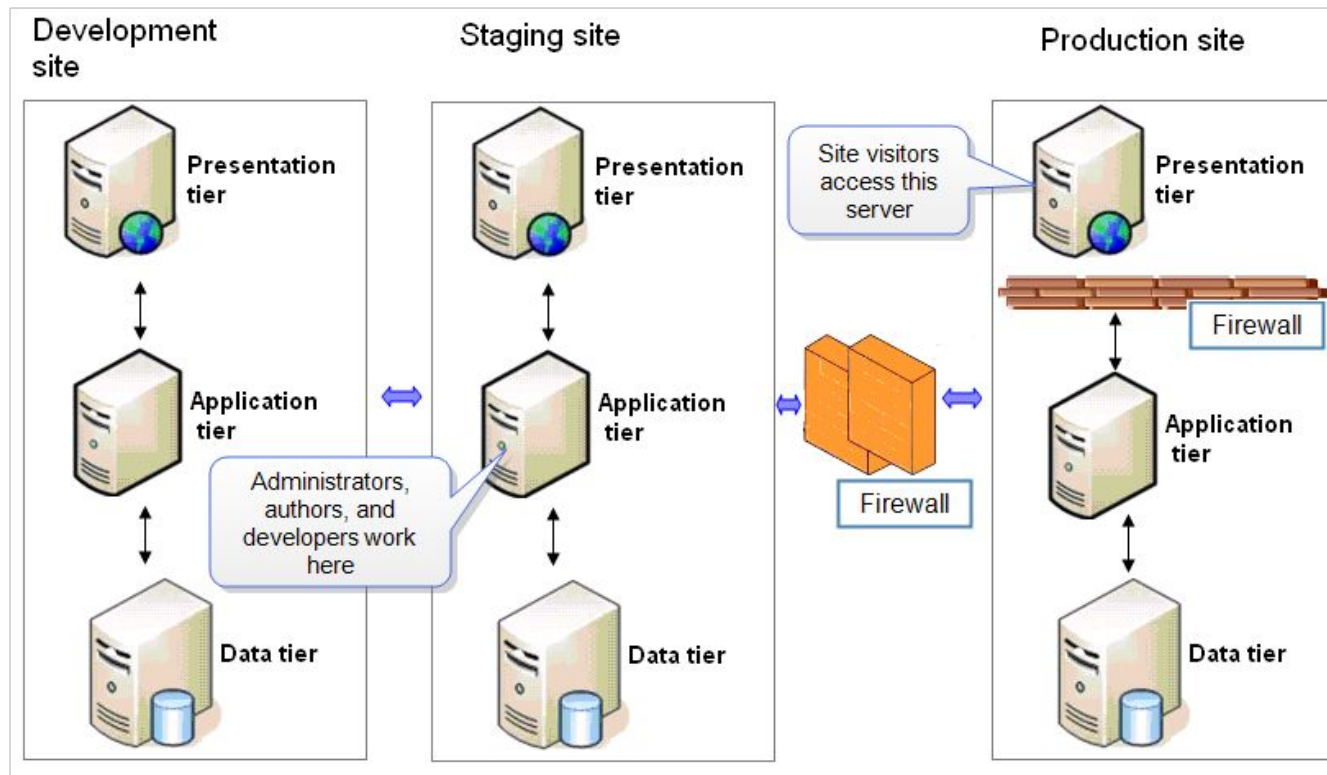 Development
site
Staging site
Production site
Presentation
tier
Presentation
tier
Site visitors
access this
server
Presentation
tier
Firewall
Application
tier
Application
tier
Application
tier
Administrators,
authors, and
developers work
here
Firewall
Data tier
Data tier
Data tier